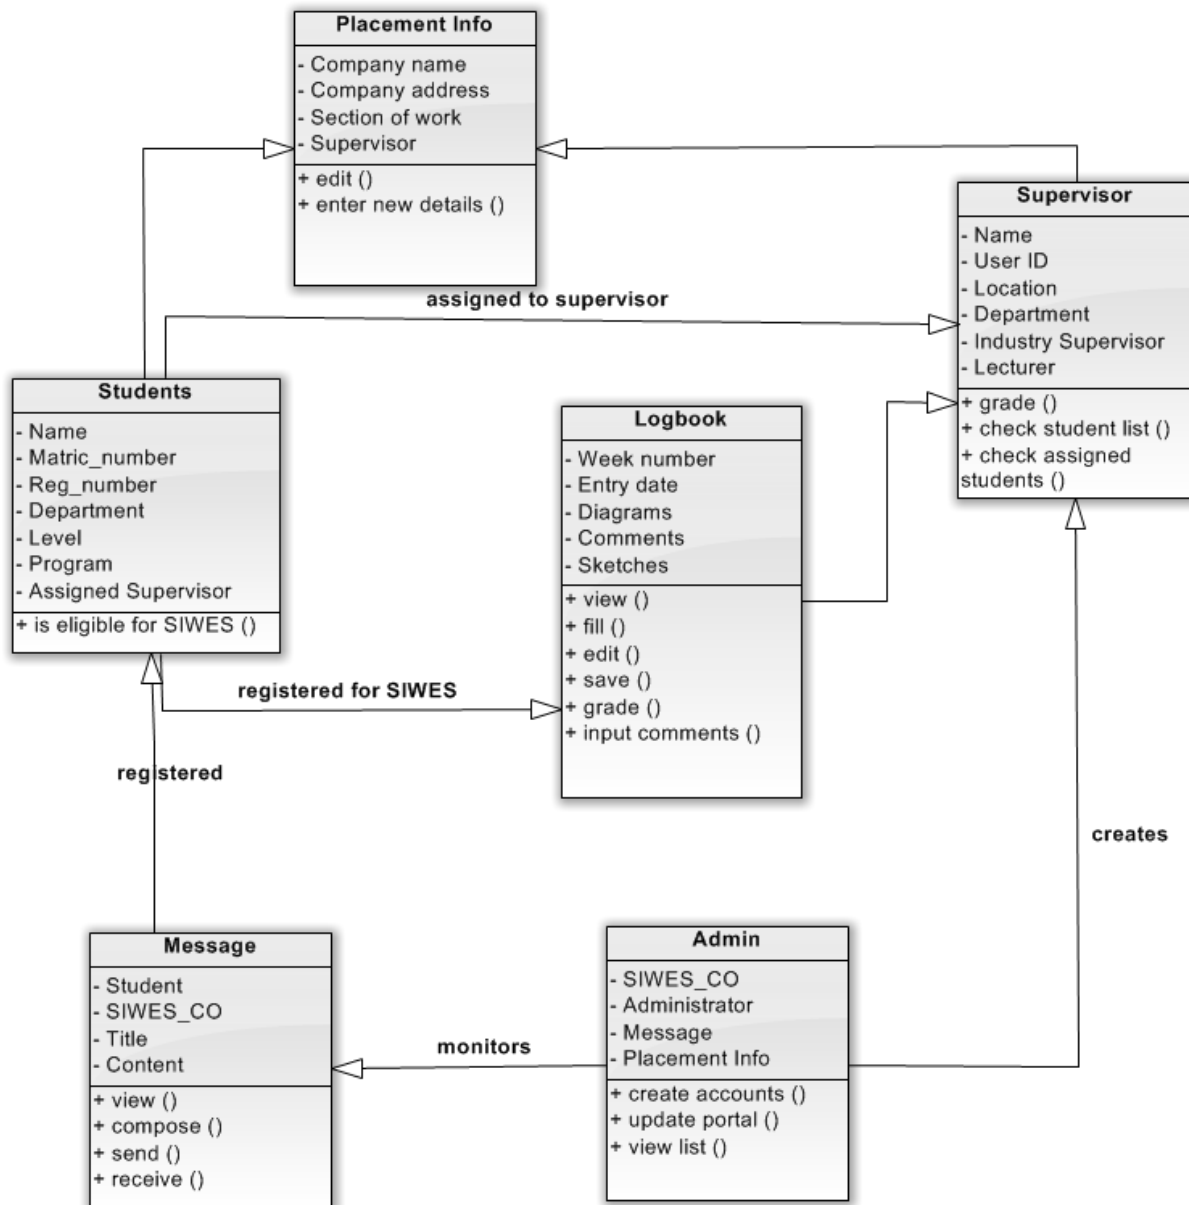 Placement Info
- Company name
- Company address
- Section of work
- Supervisor
+ edit ()
+ enter new details ()
Supervisor
- Name
- User ID
- Location
- Department
- Industry Supervisor
- Lecturer
+ grade ()
+ check student list ()
+ check assigned
students ()
assigned to supervisor
Students
- Name
- Matric_number
- Reg_number
- Department
- Level
- Program
- Assigned Supervisor
+ is eligible for SIWES ()
Logbook
- Week number
- Entry date
- Diagrams
- Comments
- Sketches
+ view ()
+ fill ()
+ edit ()
+ save ()
+ grade ()
+ input comments ()
registered for SIWES
registered
creates
Message
- Student
- SIWES_CO
- Title
- Content
+ view ()
+ compose ()
+ send ()
+ receive ()
monitors
Admin
- SIWES_CO
- Administrator
- Message
- Placement Info
+ create accounts ()
+ update portal ()
+ view list ()